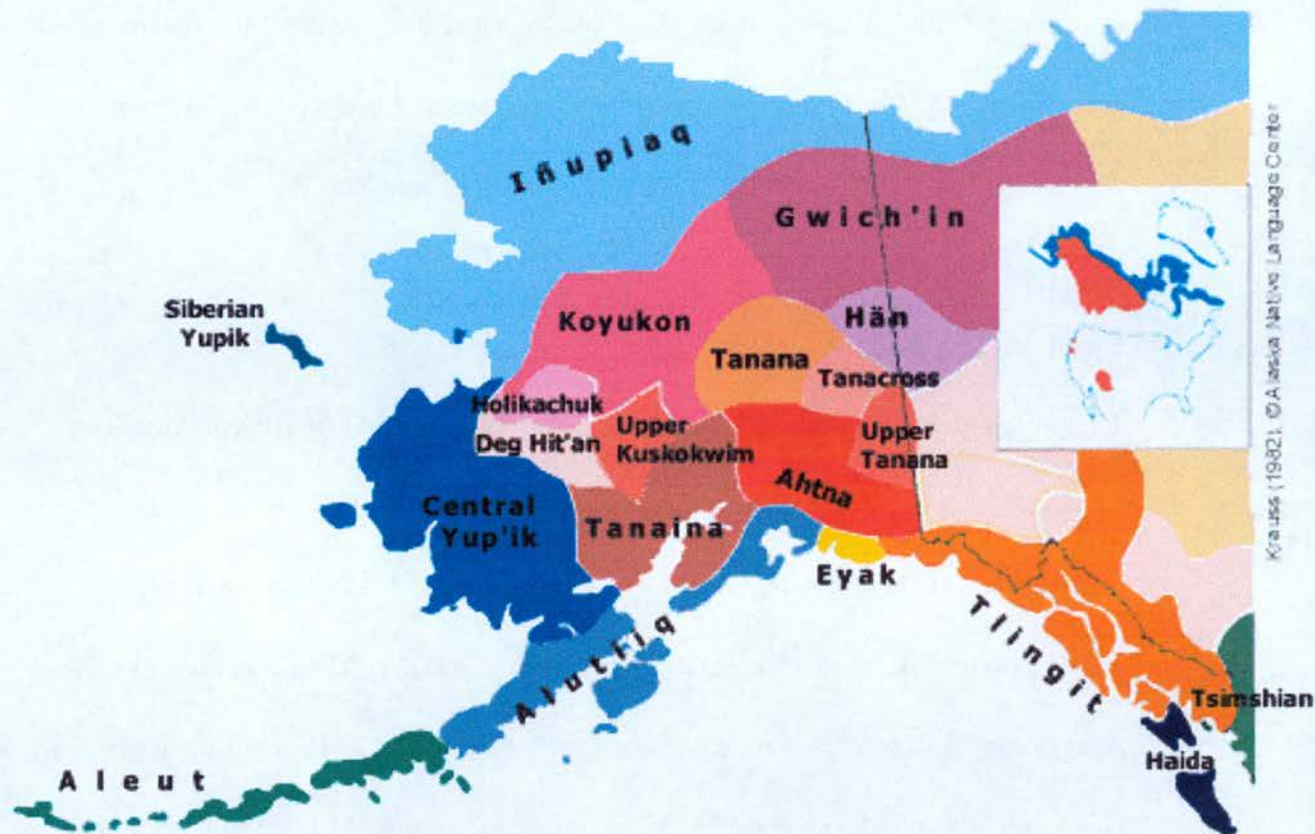 Iñupiaq
Gwich'in
Siberian
Yupik
Koyukon
Hän
Tanana
Tanacross
Holikachuk
Deg Hit'an
Upper
Kuskokwim
Upper
Tanana
Ahtna
Central
Yup'ik
Tanaina
Eyak
Alutiiq
Tlingit
Tsimshian
Haida
Aleut
Krauss (1982), © Alaska Native Language Center